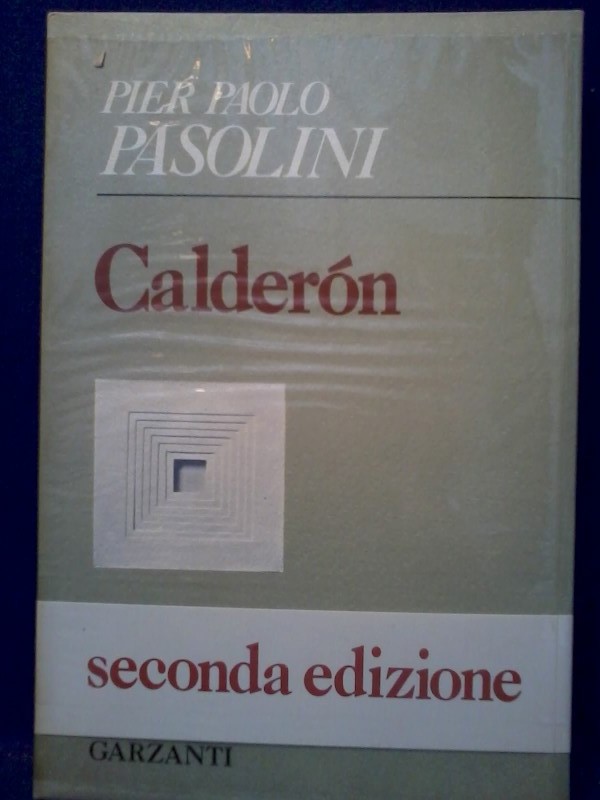 PIER PAOLO
PASOLINI
Calderón
seconda edizione
GARZANTI